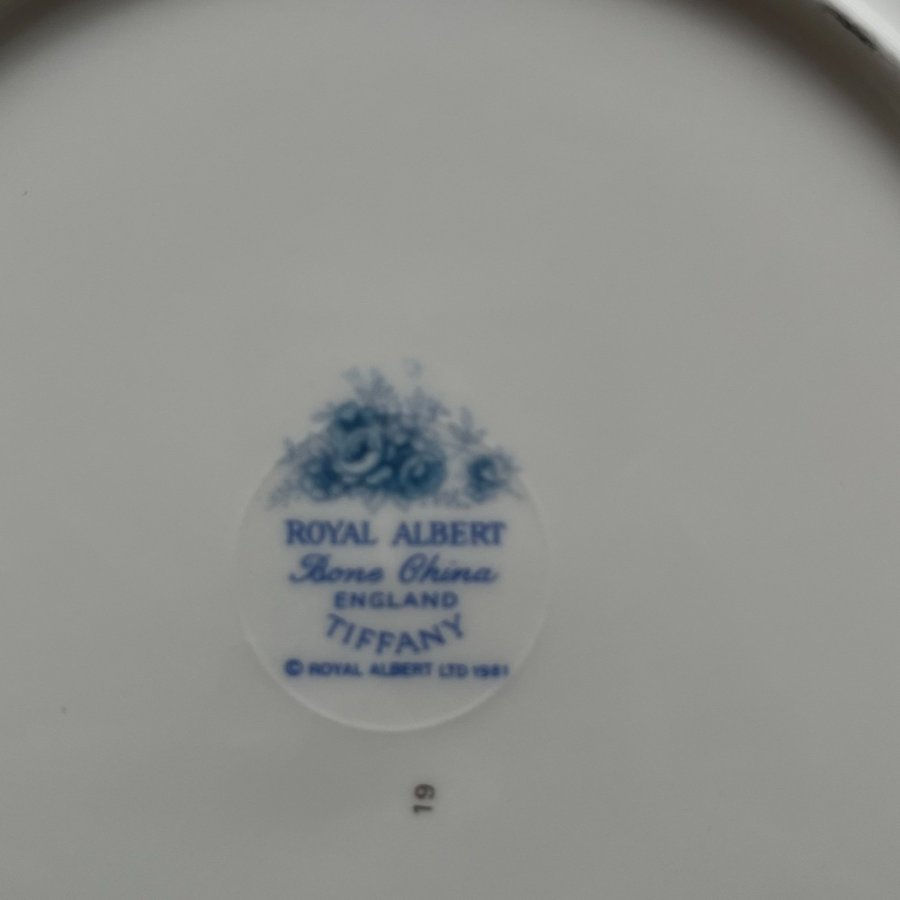 ROYAL ALBERT
Bone China
ENGLAND
TIFFANY
© ROYAL ALBERT LTD 1981
19